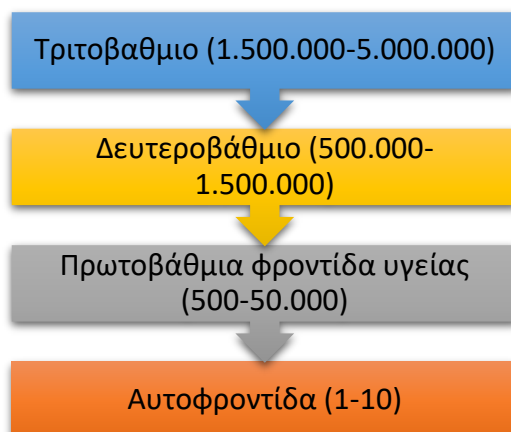 Τριτοβαθμιο (1.500.000-5.000.000)
Δευτεροβάθμιο (500.000-
1.500.000)
Πρωτοβάθμια φροντίδα υγείας
(500-50.000)
Αυτοφροντίδα (1-10)